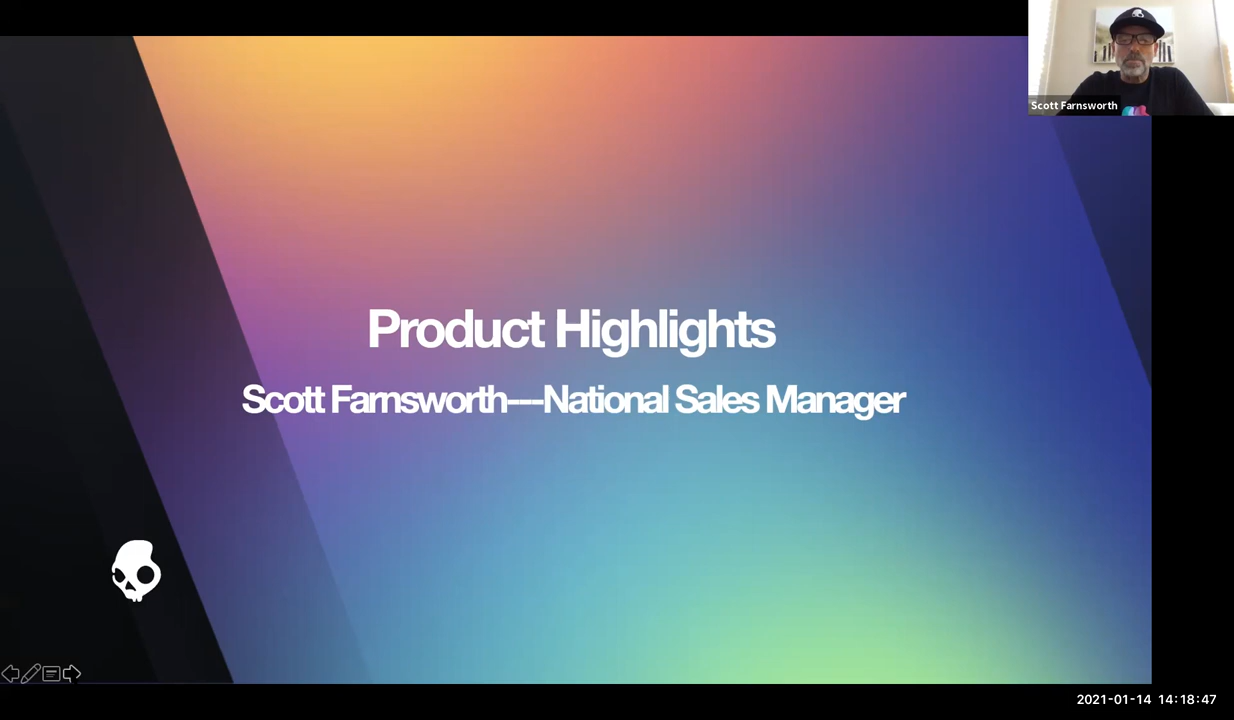 Scott Farnsworth
Product Highlights
Scott Farnsworth---National Sales Manager
2021-01-14 14:18:47